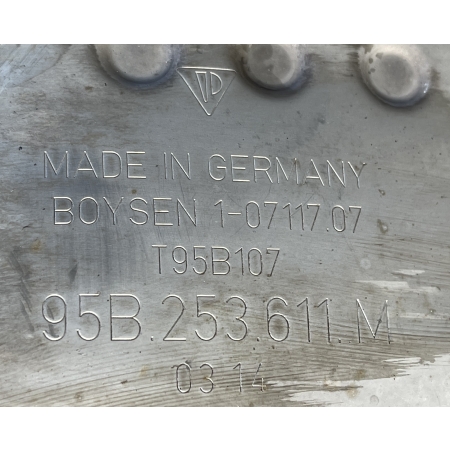 MADE IN GERMANY
BOYSEN 1-07117.07
T95B107
95B.253.611.M
03 14